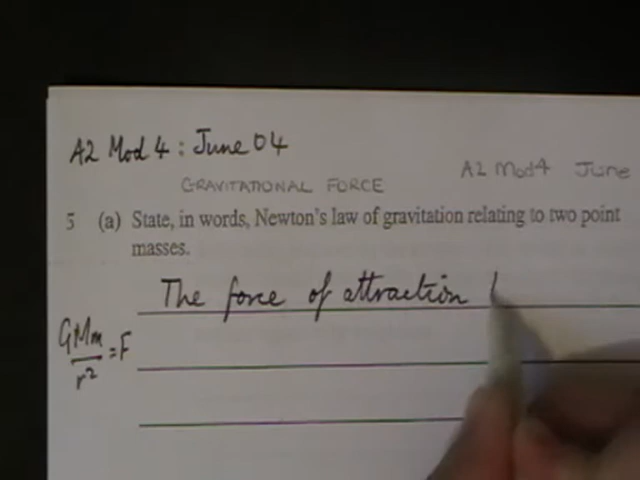 A2 Mod 4 : June 04
A2 Mod4 June
GRAVITATIONAL FORCE
5 (a) State, in words, Newton's law of gravitation relating to two point
masses.
The force of attraction
GMm/r² = F